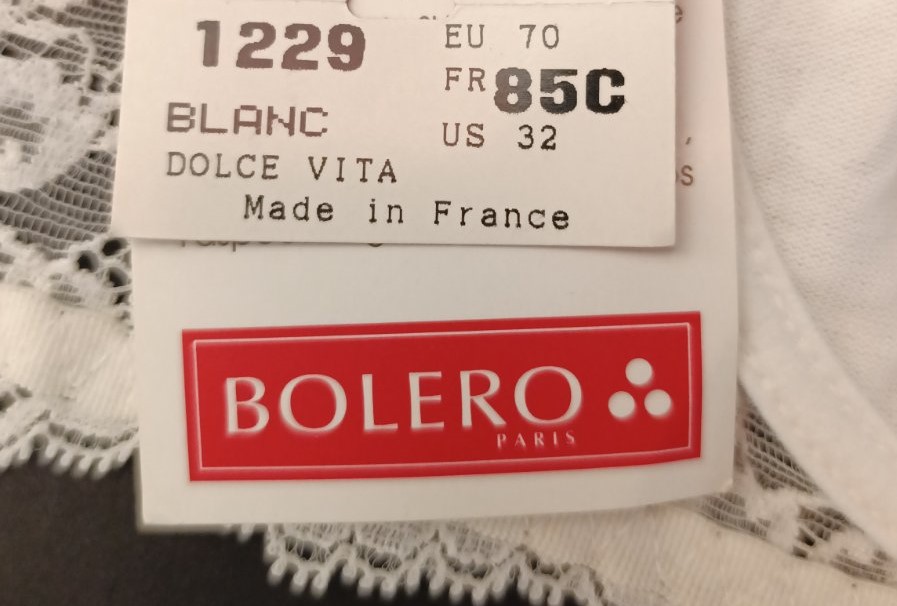 1229
BLANC
DOLCE VITA
Made in France
EU 70
FR 85C
US 32
BOLERO
PARIS